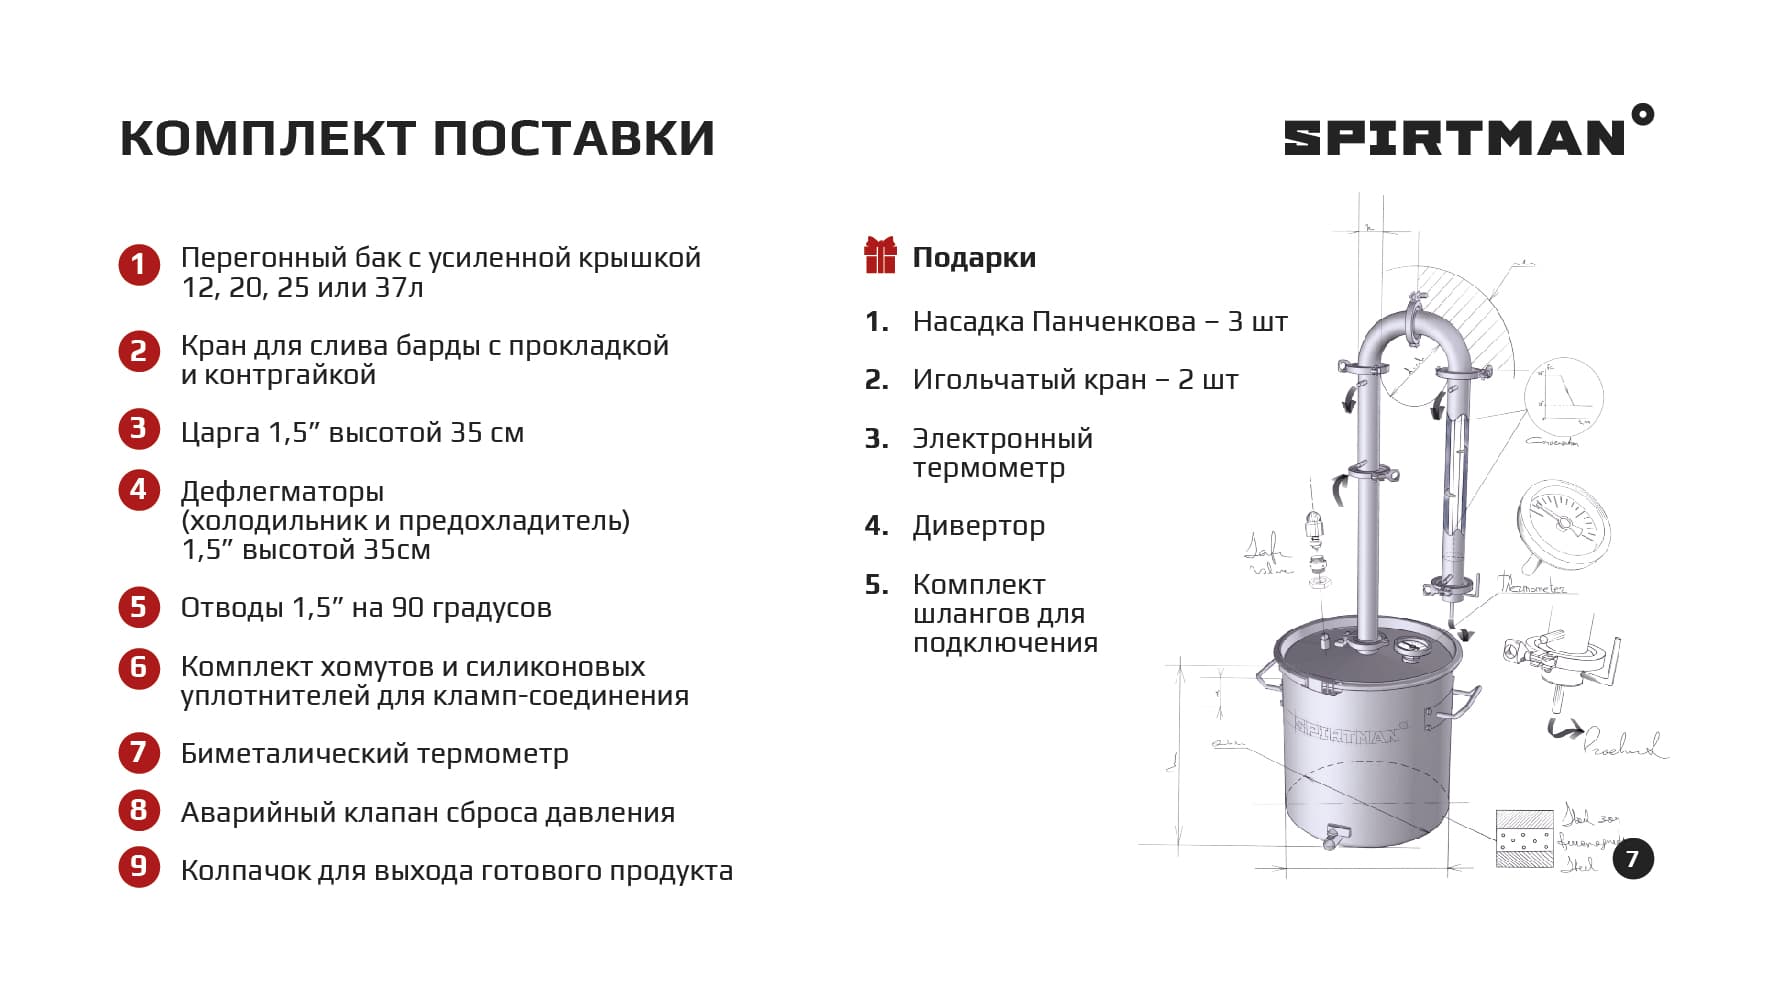 КОМПЛЕКТ ПОСТАВКИ
SPIRTMAN
1 Перегонный бак с усиленной крышкой
12, 20, 25 или 37л
2 Кран для слива барды с прокладкой
и контргайкой
3 Царга 1,5” высотой 35 см
4 Дефлегматоры
(холодильник и предохладитель)
1,5” высотой 35см
5 Отводы 1,5” на 90 градусов
6 Комплект хомутов и силиконовых
уплотнителей для кламп-соединения
7 Биметалический термометр
8 Аварийный клапан сброса давления
9 Колпачок для выхода готового продукта
Подарки
1. Насадка Панченкова – 3 шт
2. Игольчатый кран – 2 шт
3. Электронный
термометр
4. Дивертор
5. Комплект
шлангов для
подключения
Safe
valve
Thermometer
SPIRTMAN
Product
Steel
Steel
7